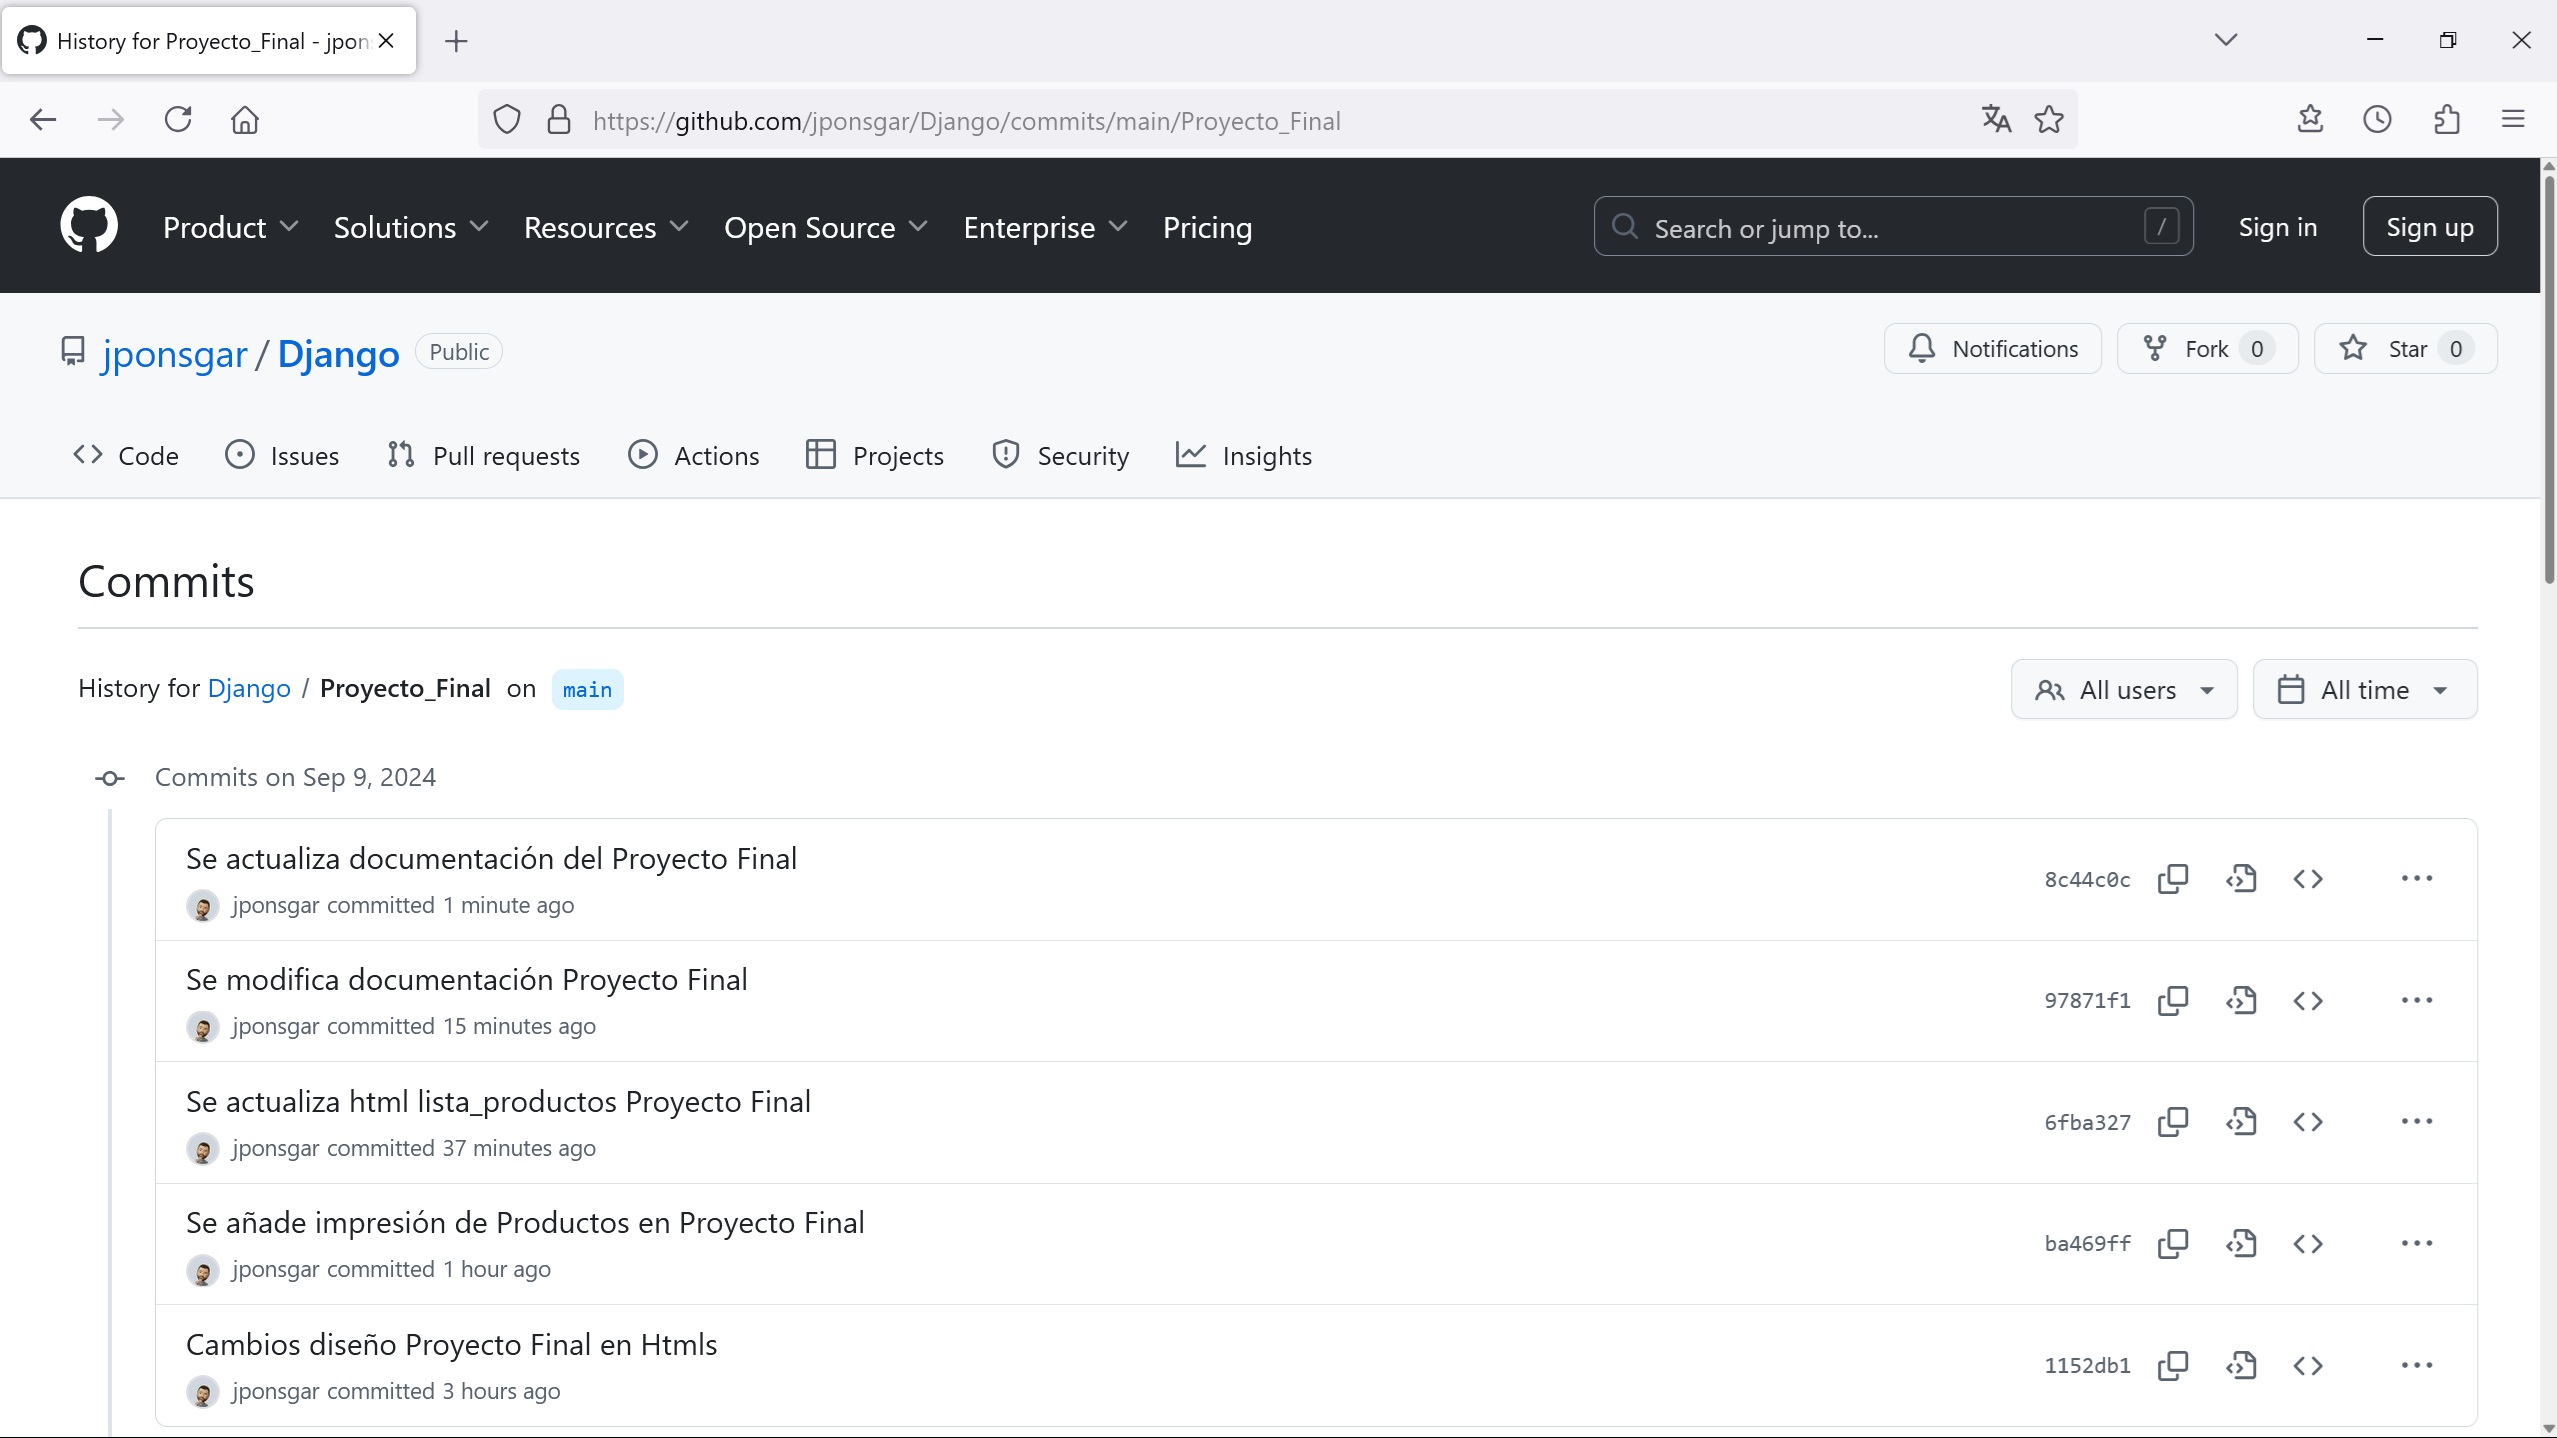 History for Proyecto_Final - jpon
https://github.com/jponsgar/Django/commits/main/Proyecto_Final
Product Solutions Resources Open Source Enterprise Pricing Search or jump to... / Sign in Sign up
jponsgar / Django Public Notifications Fork 0 Star 0
Code Issues Pull requests Actions Projects Security Insights
Commits
History for Django / Proyecto_Final on main All users All time
Commits on Sep 9, 2024
Se actualiza documentación del Proyecto Final
jponsgar committed 1 minute ago
8c44c0c
Se modifica documentación Proyecto Final
jponsgar committed 15 minutes ago
97871f1
Se actualiza html lista_productos Proyecto Final
jponsgar committed 37 minutes ago
6fba327
Se añade impresión de Productos en Proyecto Final
jponsgar committed 1 hour ago
ba469ff
Cambios diseño Proyecto Final en Htmls
jponsgar committed 3 hours ago
1152db1